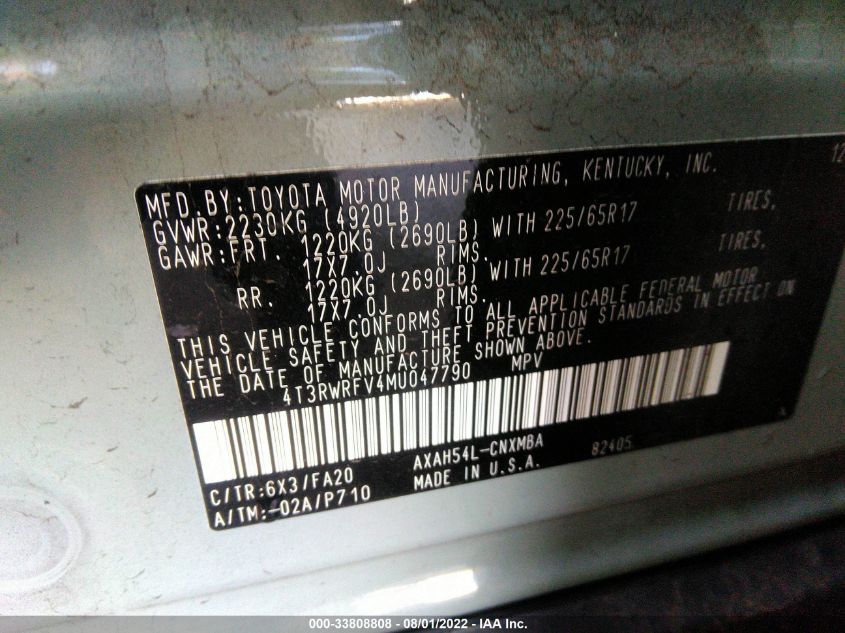 12
MFD.BY:TOYOTA MOTOR MANUFACTURING, KENTUCKY, INC.
GVWR:2230KG (4920LB)
GAWR:FRT. 1220KG (2690LB) WITH 225/65R17 TIRES,
17X7.0J RIMS.
RR. 1220KG (2690LB) WITH 225/65R17 TIRES,
17X7.0J RIMS.
THIS VEHICLE CONFORMS TO ALL APPLICABLE FEDERAL MOTOR
VEHICLE SAFETY AND THEFT PREVENTION STANDARDS IN EFFECT ON
THE DATE OF MANUFACTURE SHOWN ABOVE.
4T3RWRFV4MU047790 MPV
C/TR:6X3/FA20 AXAH54L-CNXMBA 82405
A/TM:-02A/P710 MADE IN U.S.A.
000-33808808 - 08/01/2022 - IAA Inc.